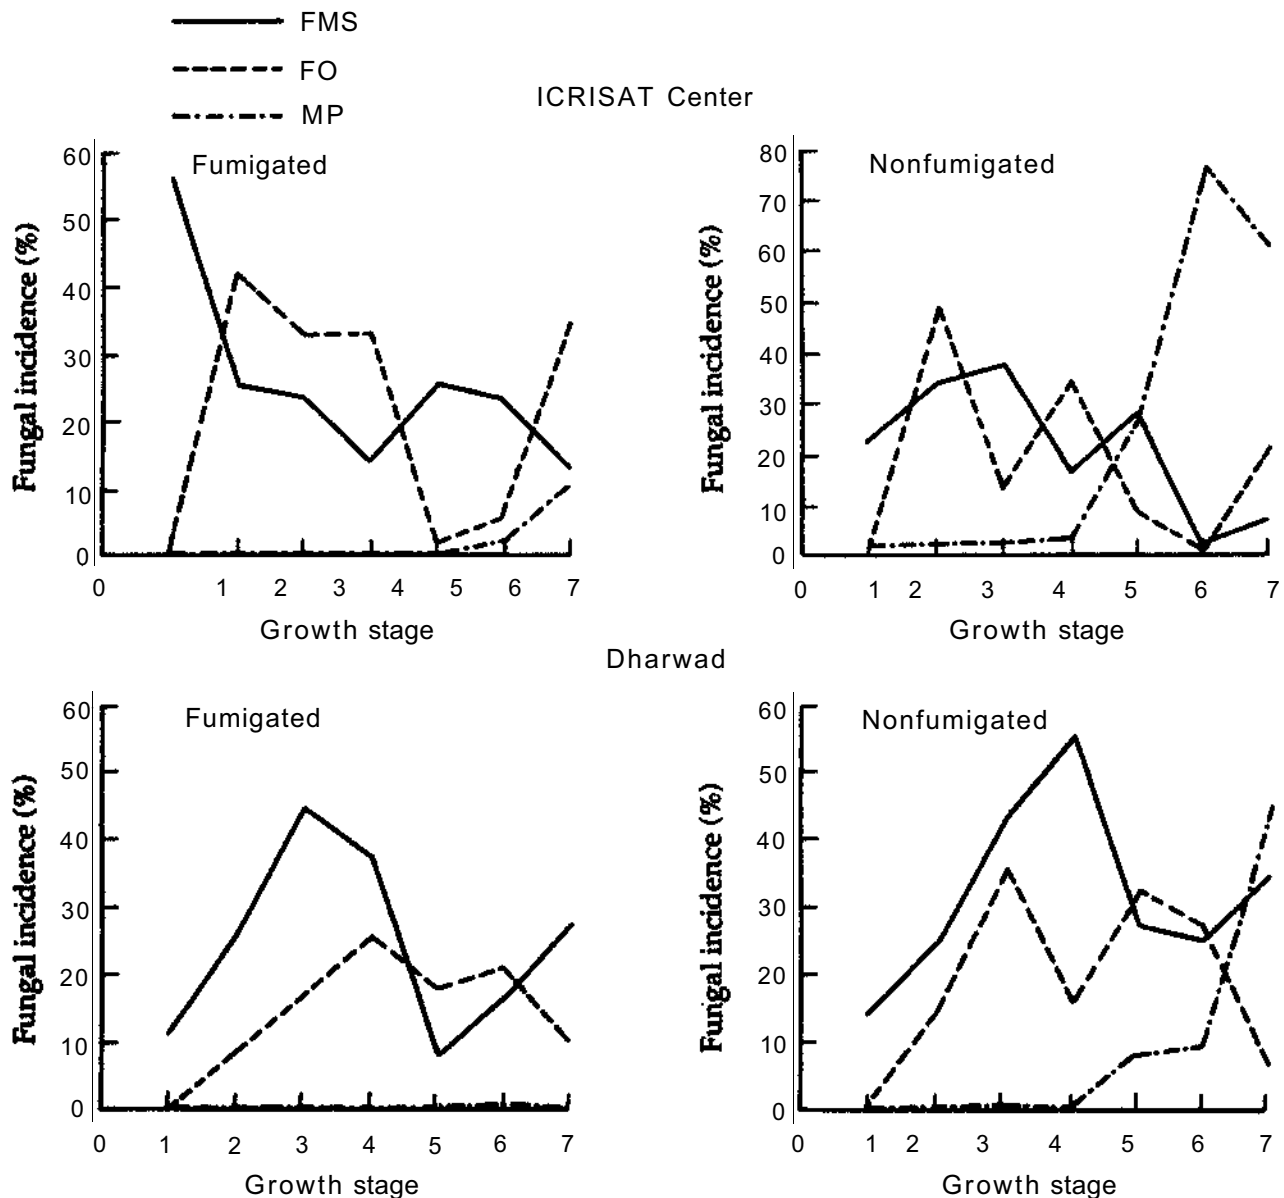 FMS
FO
MP
ICRISAT Center
Fumigated
60
50
40
30
20
10
0
Fungal incidence (%)
0 1 2 3 4 5 6 7
Growth stage
Nonfumigated
80
70
60
50
40
30
20
10
0
Fungal incidence (%)
0 1 2 3 4 5 6 7
Growth stage
Dharwad
Fumigated
60
50
40
30
20
10
0
Fungal incidence (%)
0 1 2 3 4 5 6 7
Growth stage
Nonfumigated
60
50
40
30
20
10
0
Fungal incidence (%)
0 1 2 3 4 5 6 7
Growth stage